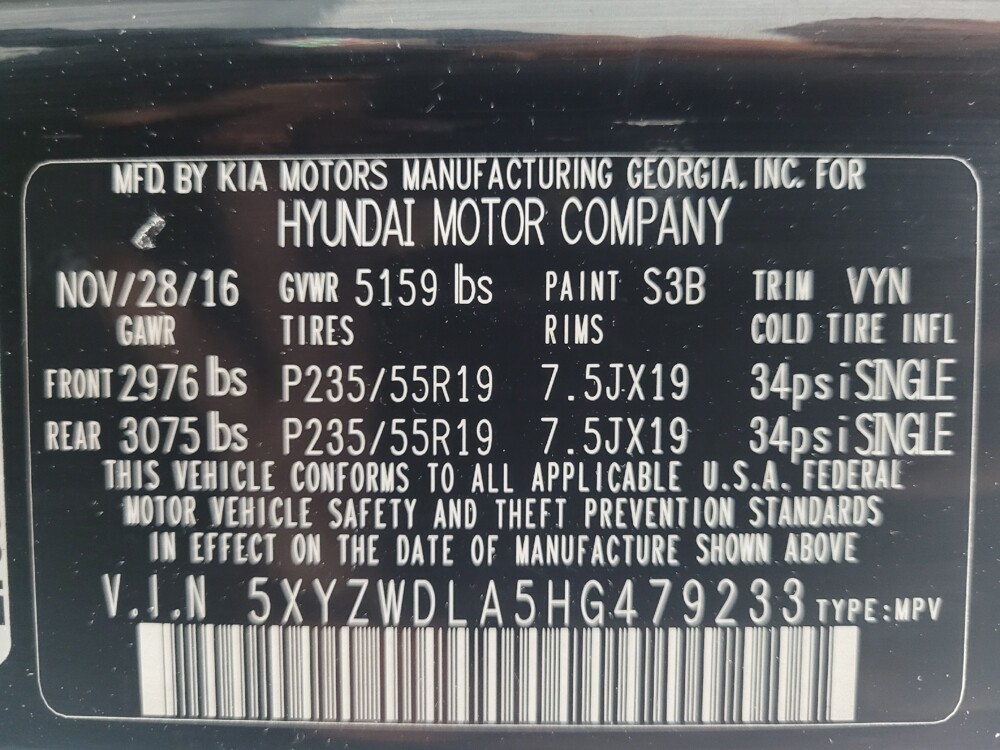 MFD. BY KIA MOTORS MANUFACTURING GEORGIA, INC. FOR
HYUNDAI MOTOR COMPANY
NOV/28/16 GVWR 5159 lbs PAINT S3B TRIM VYN
GAWR TIRES RIMS COLD TIRE INFL
FRONT 2976 lbs P235/55R19 7.5JX19 34psi SINGLE
REAR 3075 lbs P235/55R19 7.5JX19 34psi SINGLE
THIS VEHICLE CONFORMS TO ALL APPLICABLE U.S.A. FEDERAL
MOTOR VEHICLE SAFETY AND THEFT PREVENTION STANDARDS
IN EFFECT ON THE DATE OF MANUFACTURE SHOWN ABOVE
V.I.N 5XYZWDLA5HG479233 TYPE:MPV